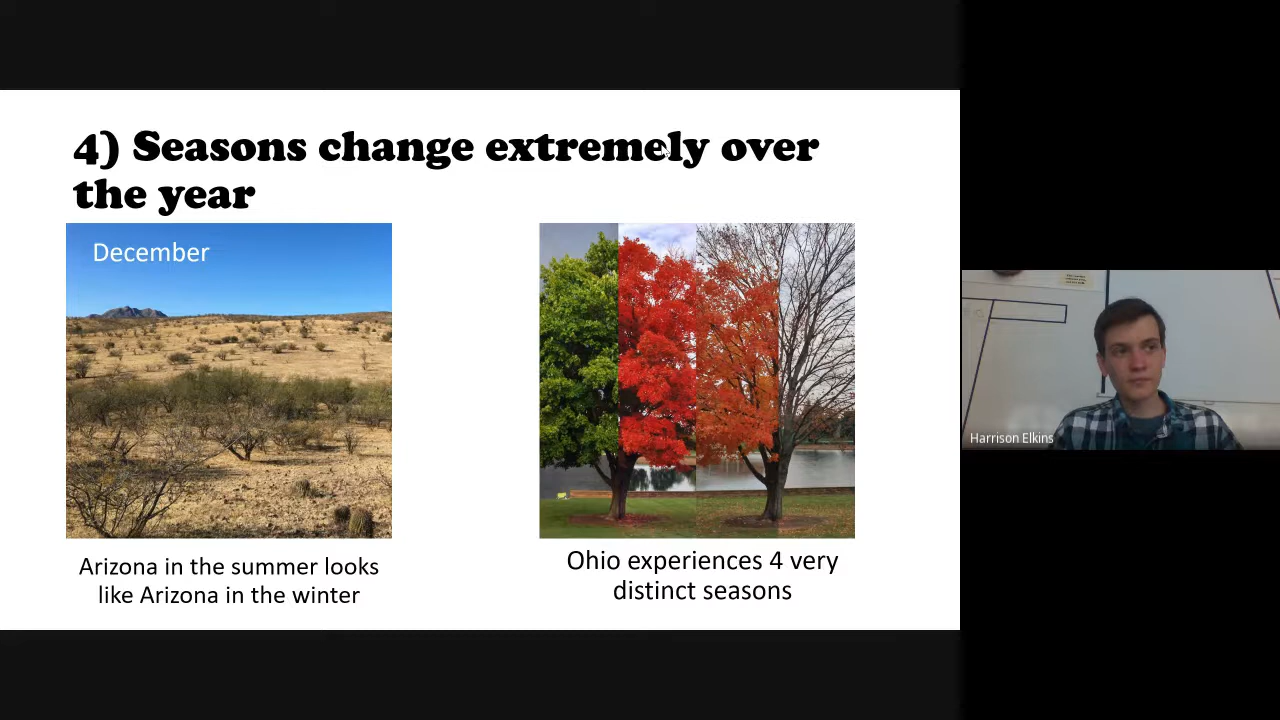 4) Seasons change extremely over
the year
December
Arizona in the summer looks
like Arizona in the winter
Ohio experiences 4 very
distinct seasons
Harrison Elkins